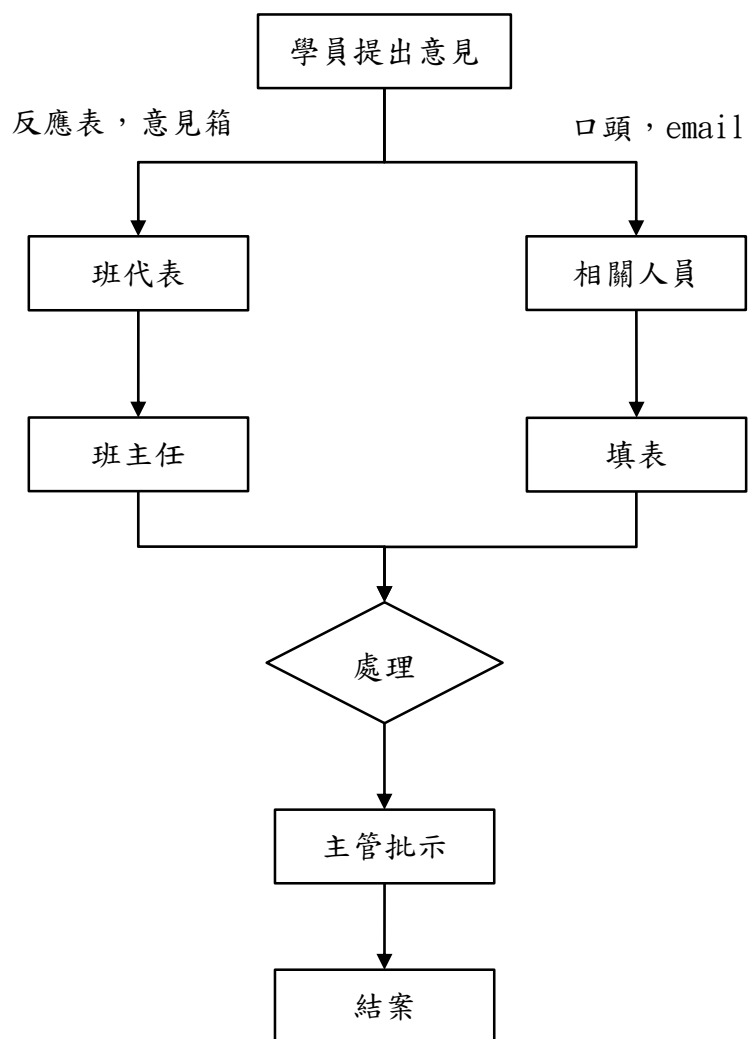 學員提出意見
反應表，意見箱
口頭，email
班代表
相關人員
班主任
填表
處理
主管批示
結案